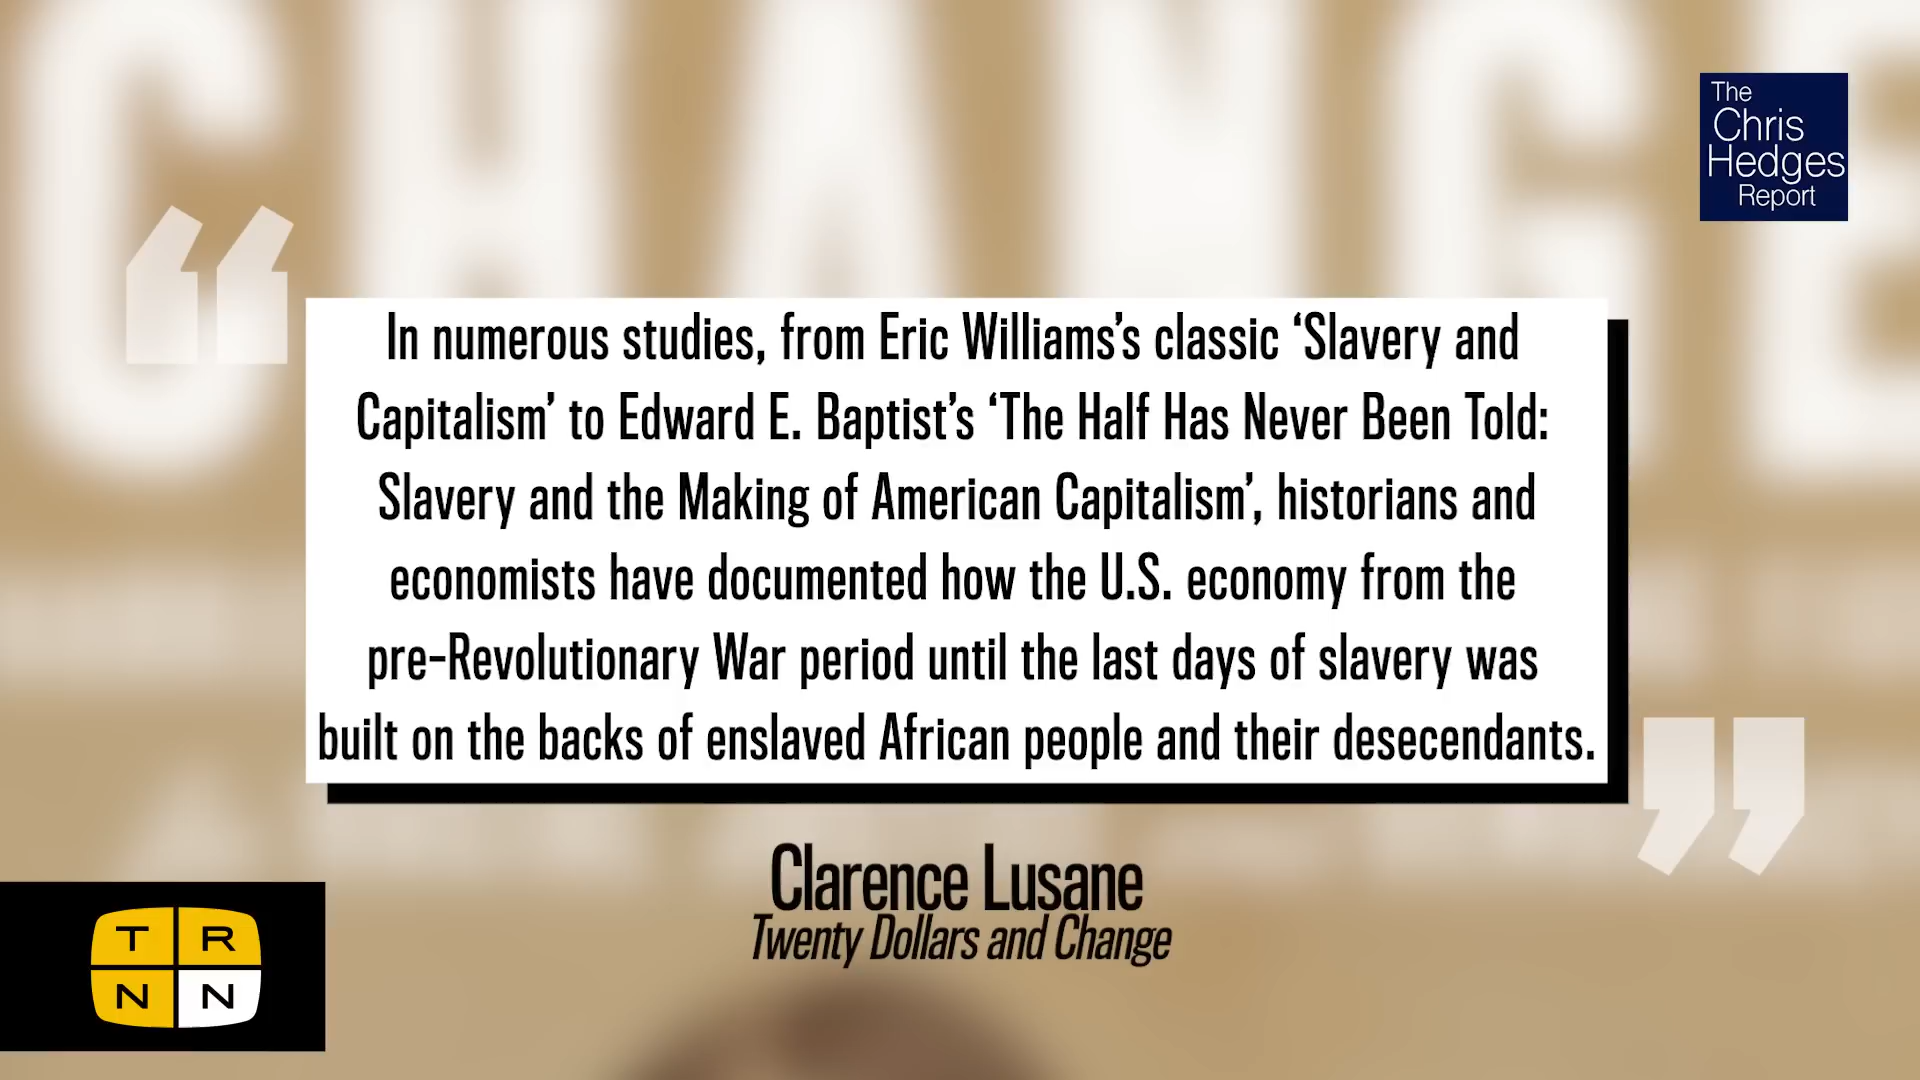 CHANGE
The
Chris
Hedges
Report
“
In numerous studies, from Eric Williams’s classic ‘Slavery and
Capitalism’ to Edward E. Baptist’s ‘The Half Has Never Been Told:
Slavery and the Making of American Capitalism’, historians and
economists have documented how the U.S. economy from the
pre-Revolutionary War period until the last days of slavery was
built on the backs of enslaved African people and their desecendants.
”
Clarence Lusane
Twenty Dollars and Change
T R
N N